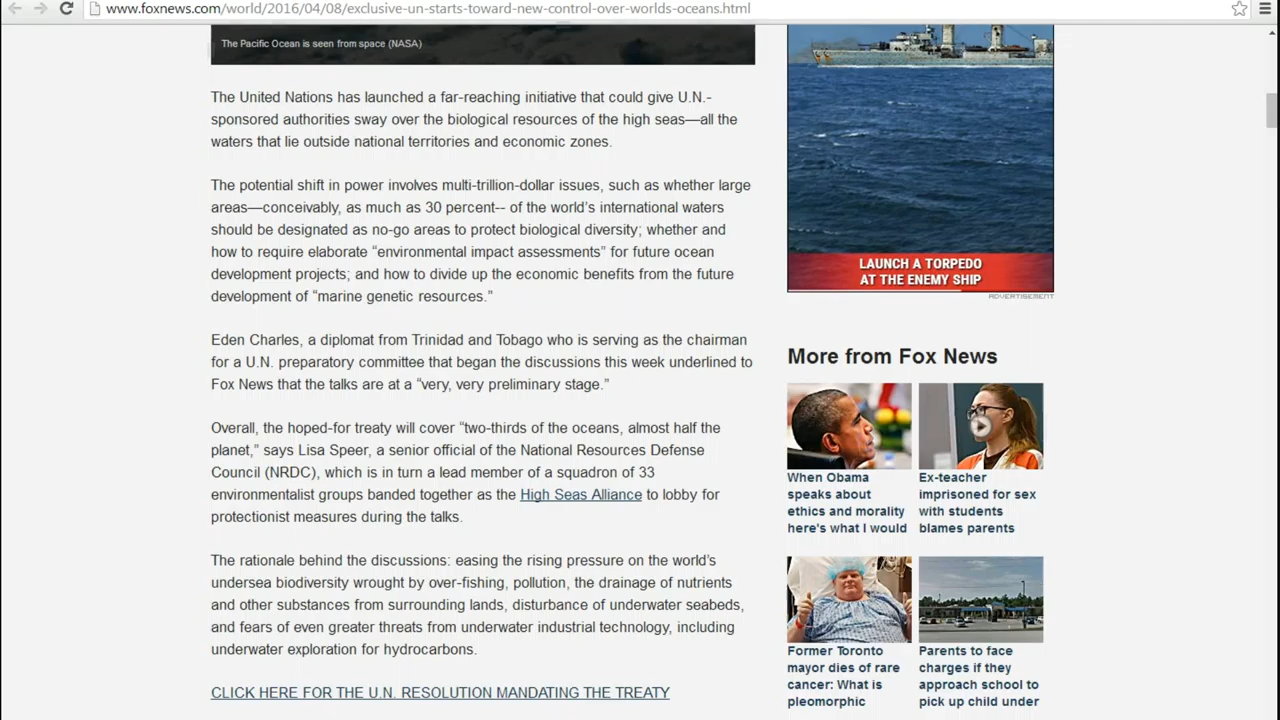 www.foxnews.com/world/2016/04/08/exclusive-un-starts-toward-new-control-over-worlds-oceans.html
The Pacific Ocean is seen from space (NASA)
The United Nations has launched a far-reaching initiative that could give U.N.-
sponsored authorities sway over the biological resources of the high seas—all the
waters that lie outside national territories and economic zones.
The potential shift in power involves multi-trillion-dollar issues, such as whether large
areas—conceivably, as much as 30 percent-- of the world's international waters
should be designated as no-go areas to protect biological diversity; whether and
how to require elaborate “environmental impact assessments” for future ocean
development projects; and how to divide up the economic benefits from the future
development of “marine genetic resources.”
Eden Charles, a diplomat from Trinidad and Tobago who is serving as the chairman
for a U.N. preparatory committee that began the discussions this week underlined to
Fox News that the talks are at a “very, very preliminary stage.”
Overall, the hoped-for treaty will cover “two-thirds of the oceans, almost half the
planet,” says Lisa Speer, a senior official of the National Resources Defense
Council (NRDC), which is in turn a lead member of a squadron of 33
environmentalist groups banded together as the High Seas Alliance to lobby for
protectionist measures during the talks.
The rationale behind the discussions: easing the rising pressure on the world's
undersea biodiversity wrought by over-fishing, pollution, the drainage of nutrients
and other substances from surrounding lands, disturbance of underwater seabeds,
and fears of even greater threats from underwater industrial technology, including
underwater exploration for hydrocarbons.
CLICK HERE FOR THE U.N. RESOLUTION MANDATING THE TREATY
LAUNCH A TORPEDO
AT THE ENEMY SHIP
ADVERTISEMENT
More from Fox News
When Obama
speaks about
ethics and morality
here's what I would
Ex-teacher
imprisoned for sex
with students
blames parents
Former Toronto
mayor dies of rare
cancer: What is
pleomorphic
Parents to face
charges if they
approach school to
pick up child under